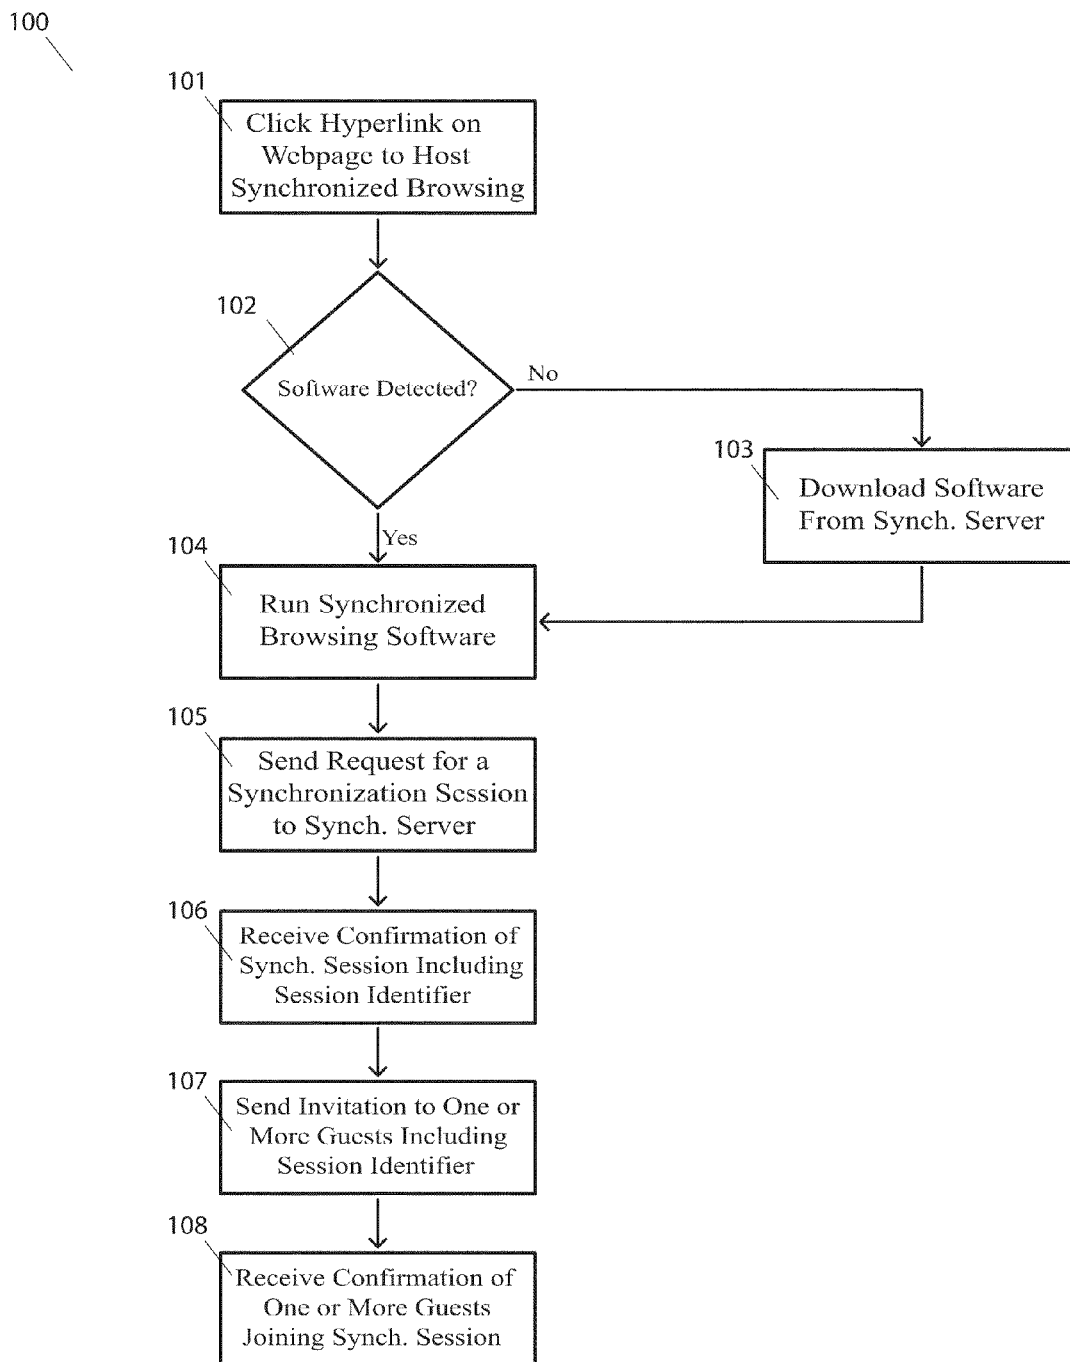 100
101
Click Hyperlink on
Webpage to Host
Synchronized Browsing
102
Software Detected?
No
103
Download Software
From Synch. Server
Yes
104
Run Synchronized
Browsing Software
105
Send Request for a
Synchronization Session
to Synch. Server
106
Receive Confirmation of
Synch. Session Including
Session Identifier
107
Send Invitation to One or
More Guests Including
Session Identifier
108
Receive Confirmation of
One or More Guests
Joining Synch. Session